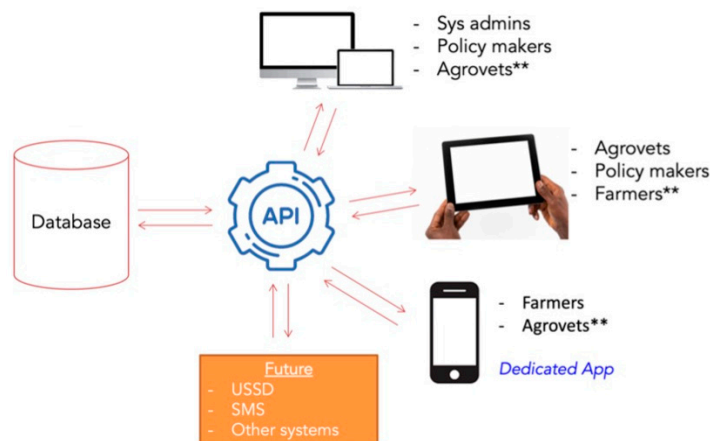 - Sys admins
- Policy makers
- Agrovets**
- Agrovets
- Policy makers
- Farmers**
Database
API
- Farmers
- Agrovets**
Dedicated App
Future
- USSD
- SMS
- Other systems